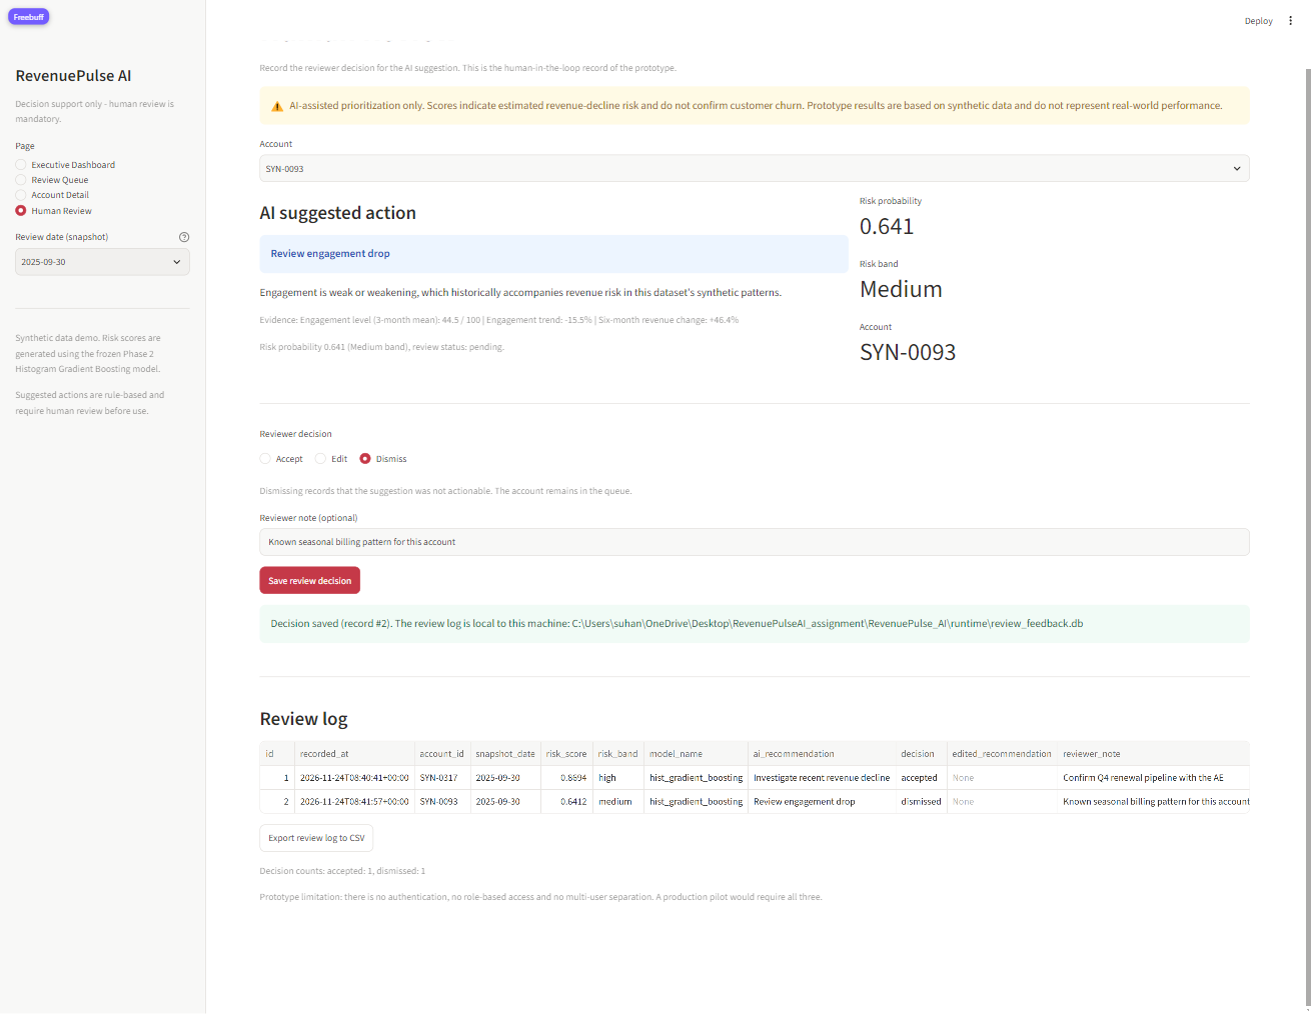 Freebuff
Deploy
RevenuePulse AI
Decision support only - human review is
mandatory.
Page
Executive Dashboard
Review Queue
Account Detail
Human Review
Review date (snapshot)
2025-09-30
Synthetic data demo. Risk scores are
generated using the frozen Phase 2
Histogram Gradient Boosting model.
Suggested actions are rule-based and
require human review before use.
Record the reviewer decision for the AI suggestion. This is the human-in-the-loop record of the prototype.
AI-assisted prioritization only. Scores indicate estimated revenue-decline risk and do not confirm customer churn. Prototype results are based on synthetic data and do not represent real-world performance.
Account
SYN-0093
AI suggested action
Review engagement drop
Engagement is weak or weakening, which historically accompanies revenue risk in this dataset's synthetic patterns.
Evidence: Engagement level (3-month mean): 44.5 / 100 | Engagement trend: -15.5% | Six-month revenue change: +46.4%
Risk probability 0.641 (Medium band), review status: pending.
Risk probability
0.641
Risk band
Medium
Account
SYN-0093
Reviewer decision
Accept Edit Dismiss
Dismissing records that the suggestion was not actionable. The account remains in the queue.
Reviewer note (optional)
Known seasonal billing pattern for this account
Save review decision
Decision saved (record #2). The review log is local to this machine: C:\Users\suhan\OneDrive\Desktop\RevenuePulseAI_assignment\RevenuePulse_AI\runtime\review_feedback.db
Review log
id recorded_at account_id snapshot_date risk_score risk_band model_name ai_recommendation decision edited_recommendation reviewer_note
1 2026-11-24T08:40:41+00:00 SYN-0317 2025-09-30 0.8594 high hist_gradient_boosting Investigate recent revenue decline accepted None Confirm Q4 renewal pipeline with the AE
2 2026-11-24T08:41:57+00:00 SYN-0093 2025-09-30 0.6412 medium hist_gradient_boosting Review engagement drop dismissed None Known seasonal billing pattern for this account
Export review log to CSV
Decision counts: accepted: 1, dismissed: 1
Prototype limitation: there is no authentication, no role-based access and no multi-user separation. A production pilot would require all three.